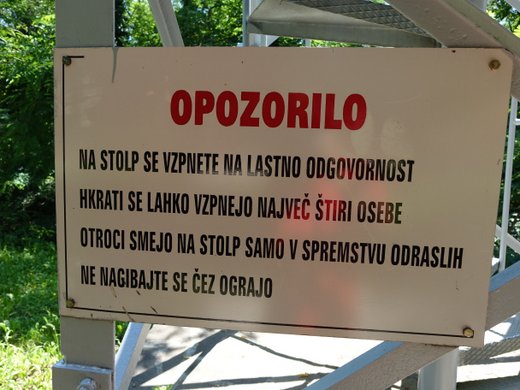 OPOZORILO
NA STOLP SE VZPNETE NA LASTNO ODGOVORNOST
HKRATI SE LAHKO VZPNEJO NAJVEČ ŠTIRI OSEBE
OTROCI SMEJO NA STOLP SAMO V SPREMSTVU ODRASLIH
NE NAGIBAJTE SE ČEZ OGRAJO